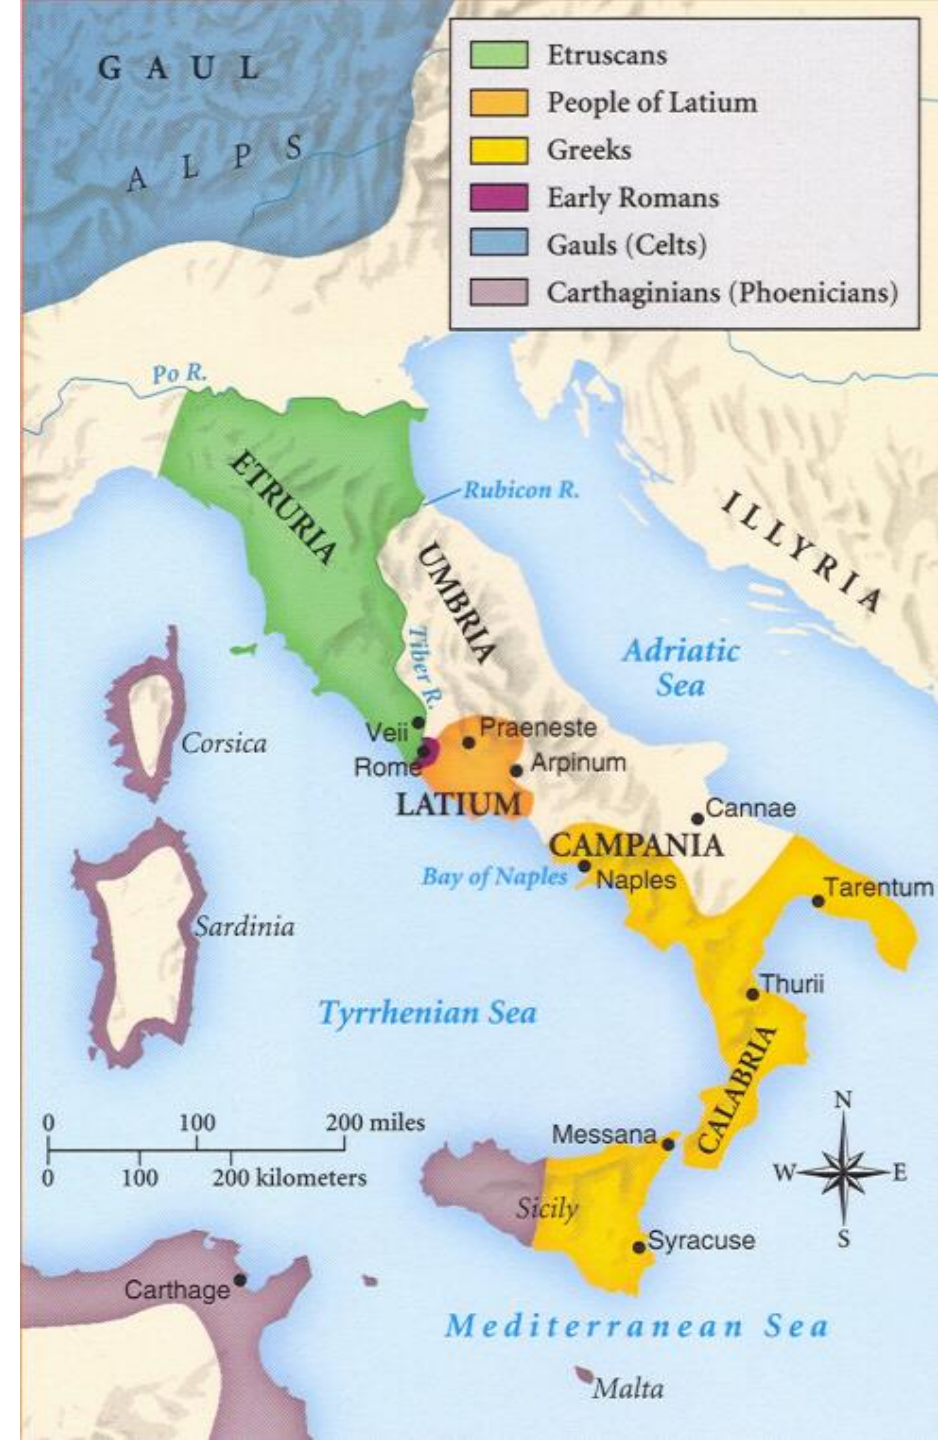 GAUL
ALPS
Etruscans
People of Latium
Greeks
Early Romans
Gauls (Celts)
Carthaginians (Phoenicians)
Po R.
ETRURIA
Rubicon R.
UMBRIA
ILLYRIA
Tiber R.
Adriatic
Sea
Veii
Praeneste
Corsica
Rome
Arpinum
LATIUM
Cannae
CAMPANIA
Bay of Naples
Naples
Tarentum
Sardinia
Thurii
Tyrrhenian Sea
CALABRIA
0 100 200 miles
0 100 200 kilometers
Messana
N
W E
S
Sicily
Syracuse
Carthage
Mediterranean Sea
Malta